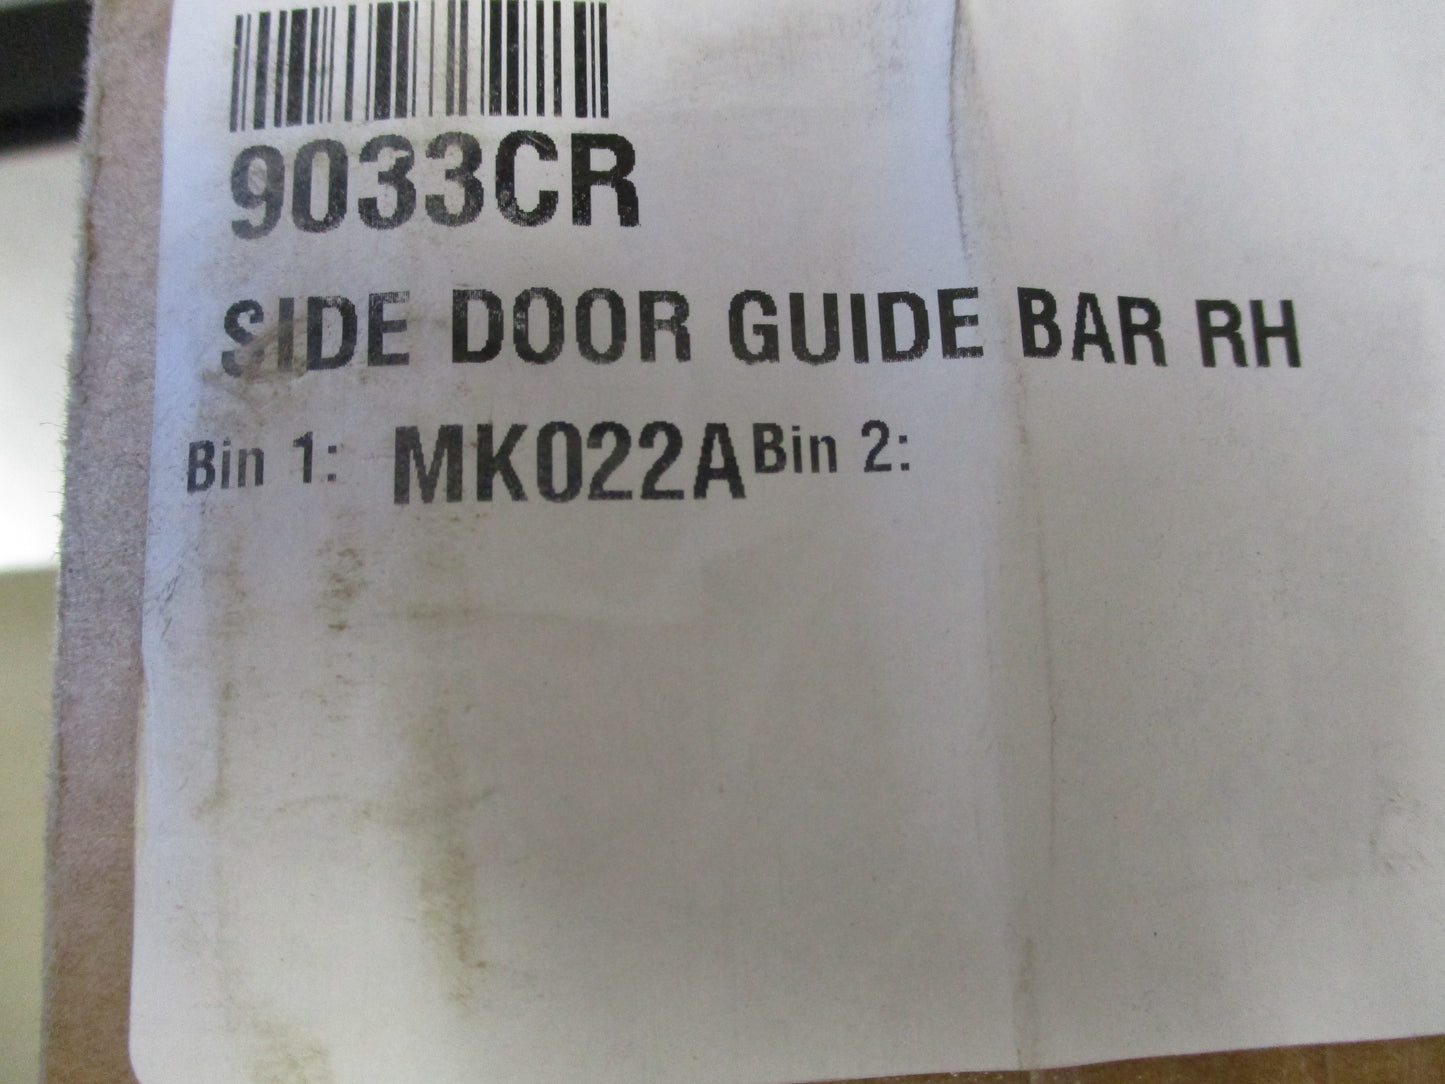 9033CR
SIDE DOOR GUIDE BAR RH
Bin 1: MK022A Bin 2: